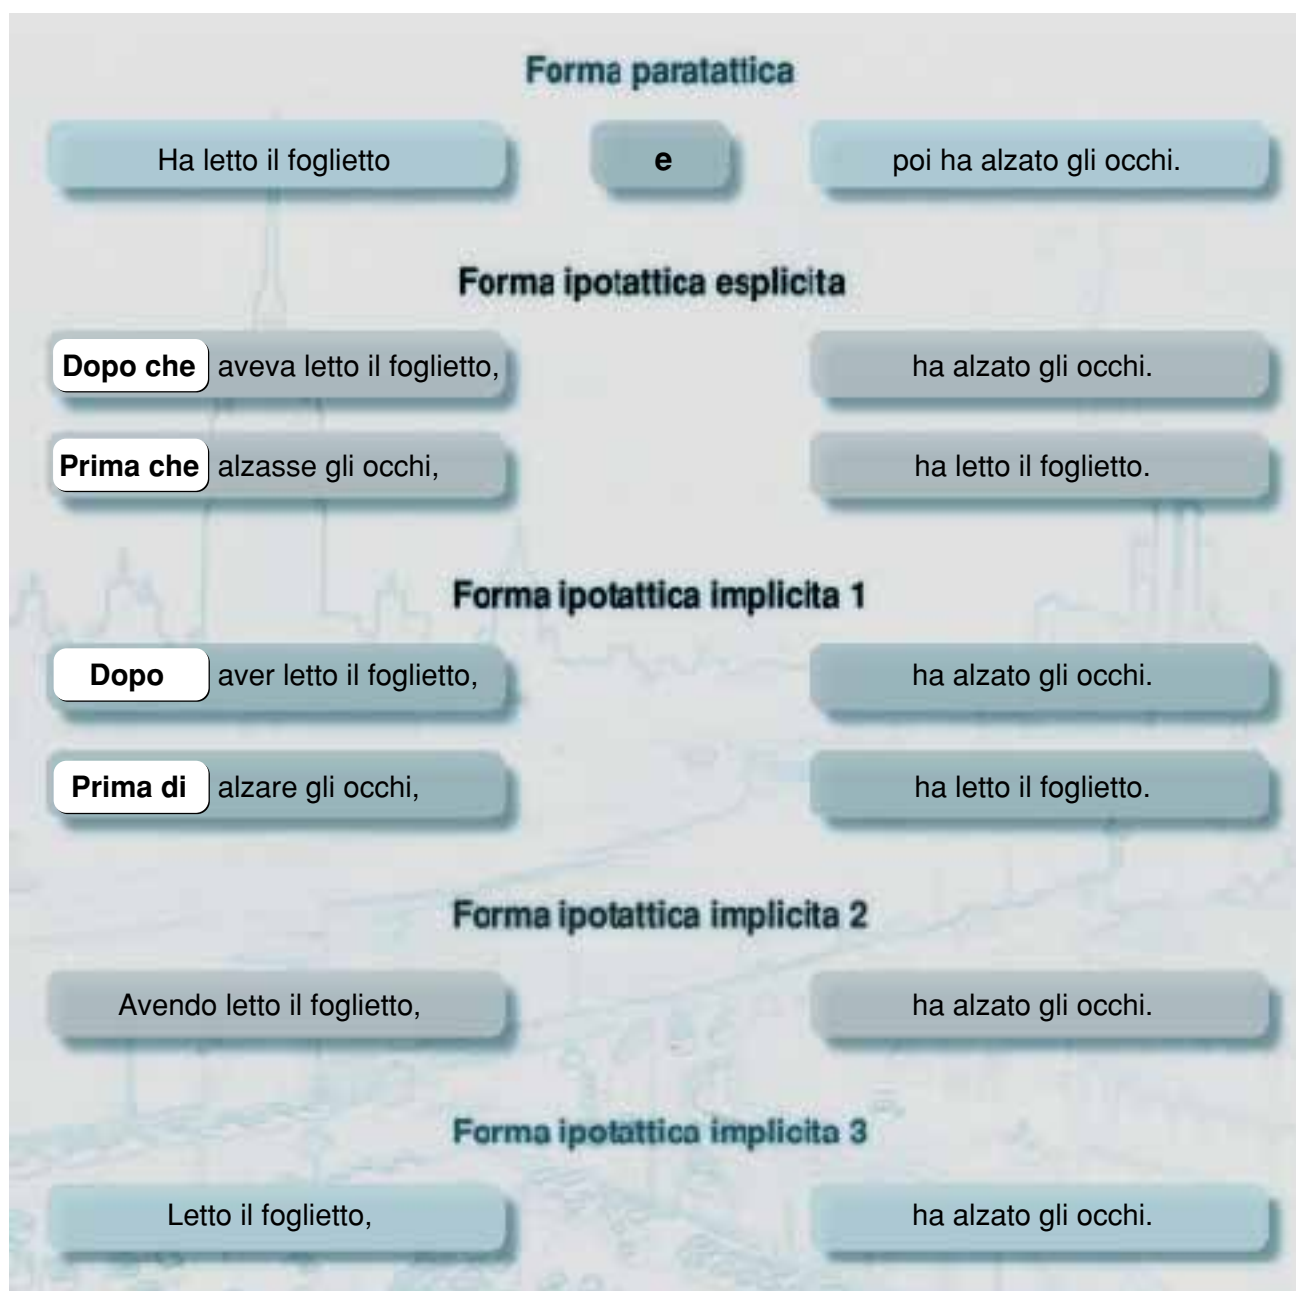 Forma paratattica
Ha letto il foglietto e poi ha alzato gli occhi.
Forma ipotattica esplicita
Dopo che aveva letto il foglietto, ha alzato gli occhi.
Prima che alzasse gli occhi, ha letto il foglietto.
Forma ipotattica implicita 1
Dopo aver letto il foglietto, ha alzato gli occhi.
Prima di alzare gli occhi, ha letto il foglietto.
Forma ipotattica implicita 2
Avendo letto il foglietto, ha alzato gli occhi.
Forma ipotattica implicita 3
Letto il foglietto, ha alzato gli occhi.